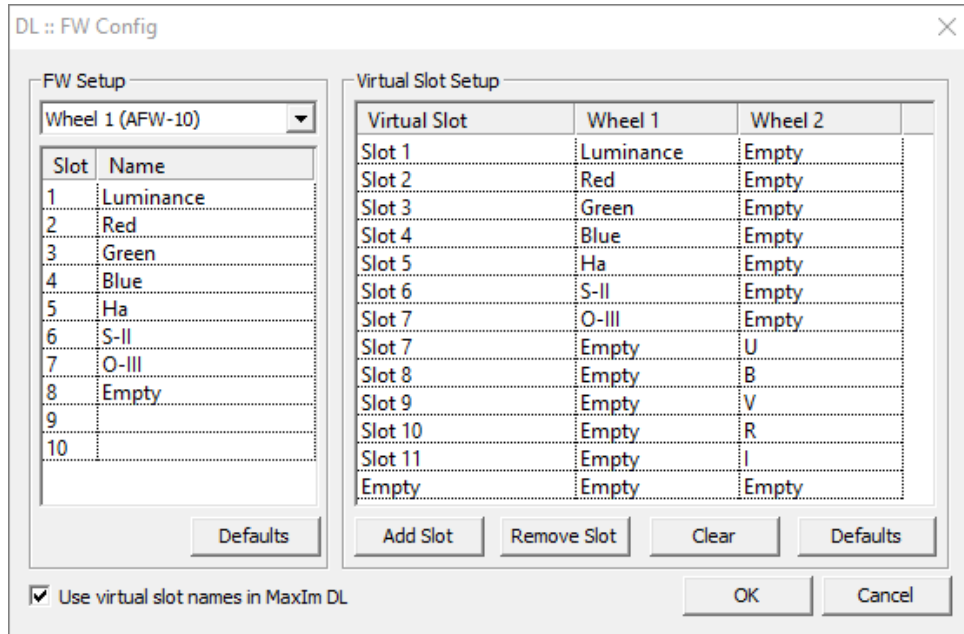 DL :: FW Config
FW Setup
Wheel 1 (AFW-10)
Slot Name
1 Luminance
2 Red
3 Green
4 Blue
5 Ha
6 S-II
7 O-III
8 Empty
9
10
Defaults
Virtual Slot Setup
Virtual Slot Wheel 1 Wheel 2
Slot 1 Luminance Empty
Slot 2 Red Empty
Slot 3 Green Empty
Slot 4 Blue Empty
Slot 5 Ha Empty
Slot 6 S-II Empty
Slot 7 O-III Empty
Slot 7 Empty U
Slot 8 Empty B
Slot 9 Empty V
Slot 10 Empty R
Slot 11 Empty I
Empty Empty Empty
Add Slot Remove Slot Clear Defaults
Use virtual slot names in MaxIm DL
OK Cancel